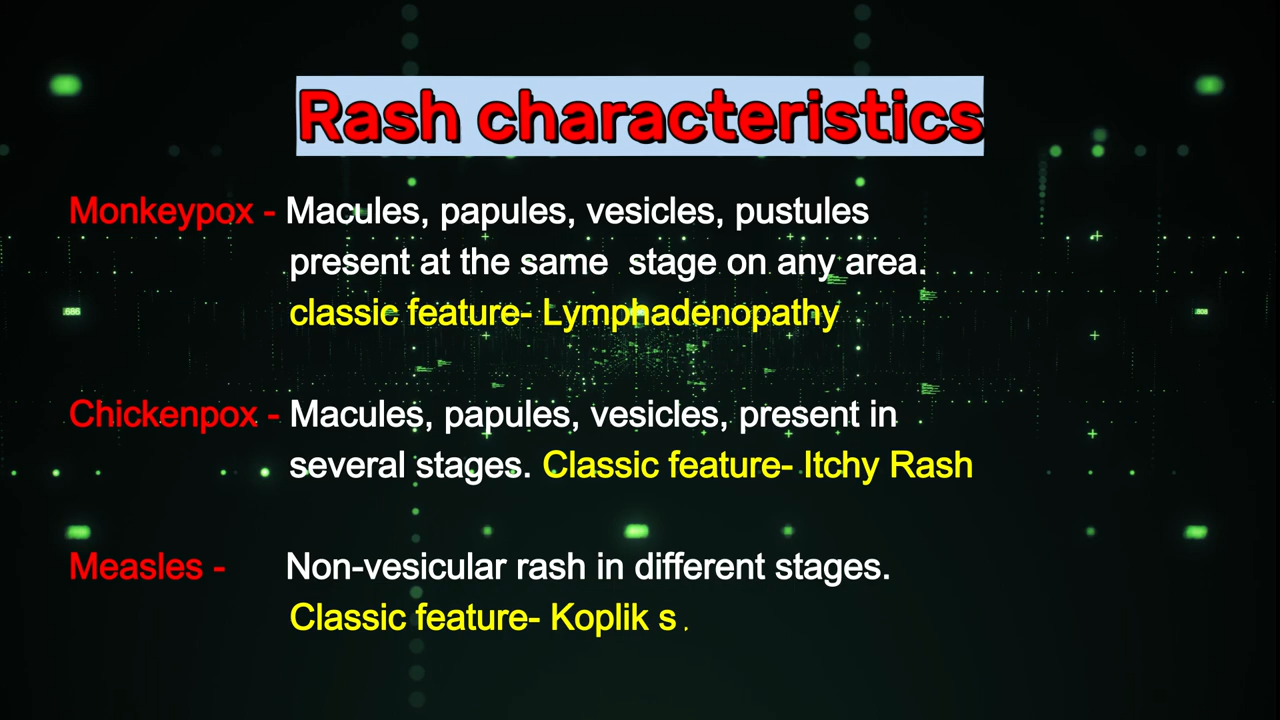 Rash characteristics
Monkeypox - Macules, papules, vesicles, pustules
present at the same stage on any area.
classic feature- Lymphadenopathy
Chickenpox - Macules, papules, vesicles, present in
several stages. Classic feature- Itchy Rash
Measles - Non-vesicular rash in different stages.
Classic feature- Koplik s